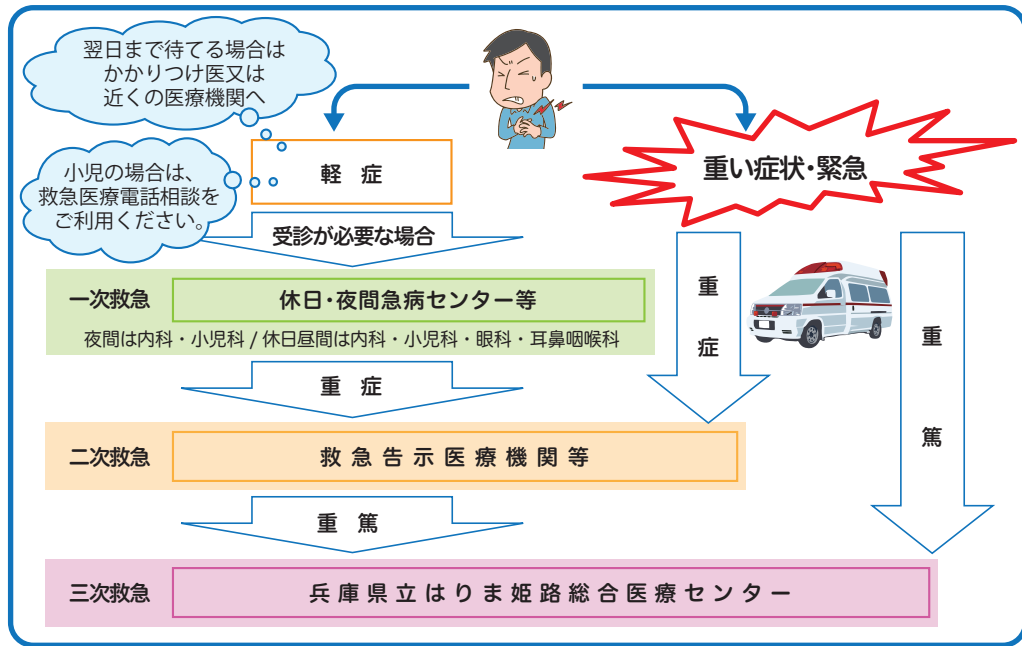 翌日まで待てる場合は
かかりつけ医又は
近くの医療機関へ
小児の場合は、
救急医療電話相談を
ご利用ください。
軽症
重い症状・緊急
受診が必要な場合
一次救急
休日・夜間急病センター等
夜間は内科・小児科 / 休日昼間は内科・小児科・眼科・耳鼻咽喉科
重症
重症
重篤
二次救急
救急告示医療機関等
重篤
三次救急
兵庫県立はりま姫路総合医療センター